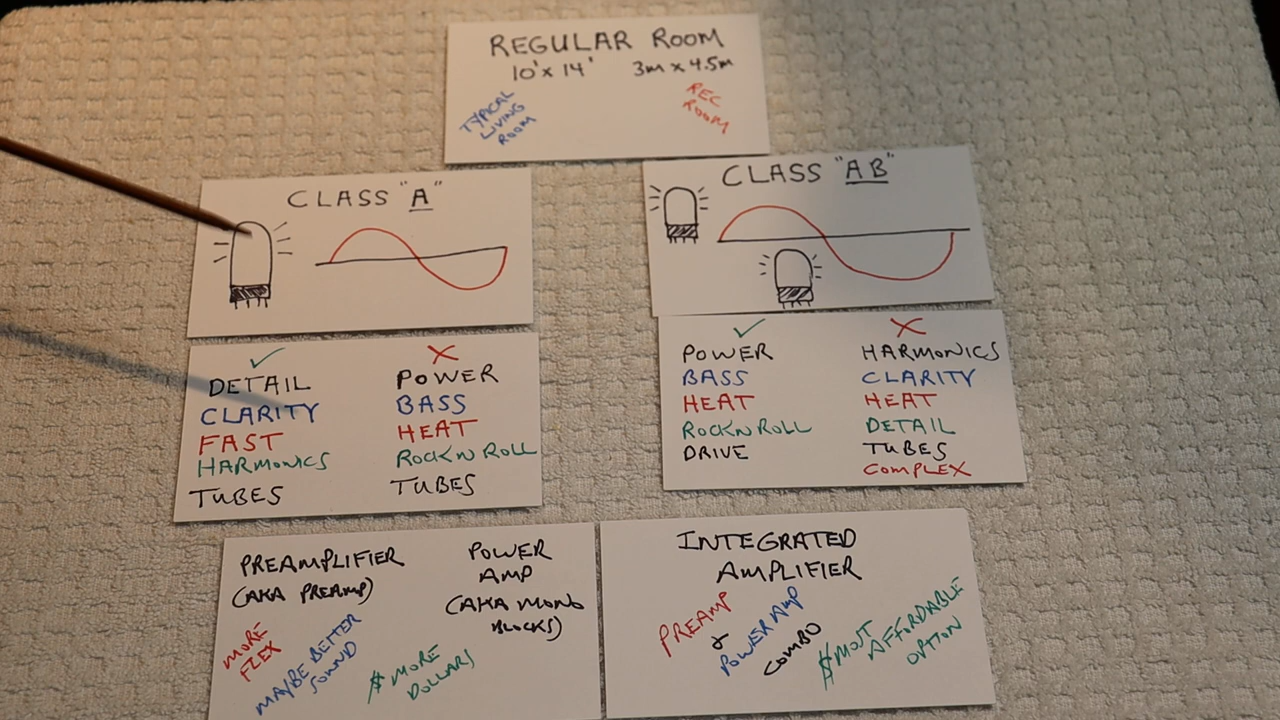 REGULAR ROOM
10' x 14' 3m x 4.5m
TYPICAL
LIVING
ROOM
REC
ROOM
CLASS "A"
CLASS "AB"
✓ ✗
DETAIL POWER
CLARITY BASS
FAST HEAT
HARMONICS ROCK N ROLL
TUBES TUBES
✓ ✗
POWER HARMONICS
BASS CLARITY
HEAT HEAT
ROCK N ROLL DETAIL
DRIVE TUBES
COMPLEX
PREAMPLIFIER
(AKA PREAMP)
POWER
AMP
(AKA MONO
BLOCKS)
MORE
FLEX
MAYBE BETTER
SOUND
$ MORE
DOLLARS
INTEGRATED
AMPLIFIER
PREAMP
&
POWER AMP
COMBO
$ MOST
AFFORDABLE
OPTION